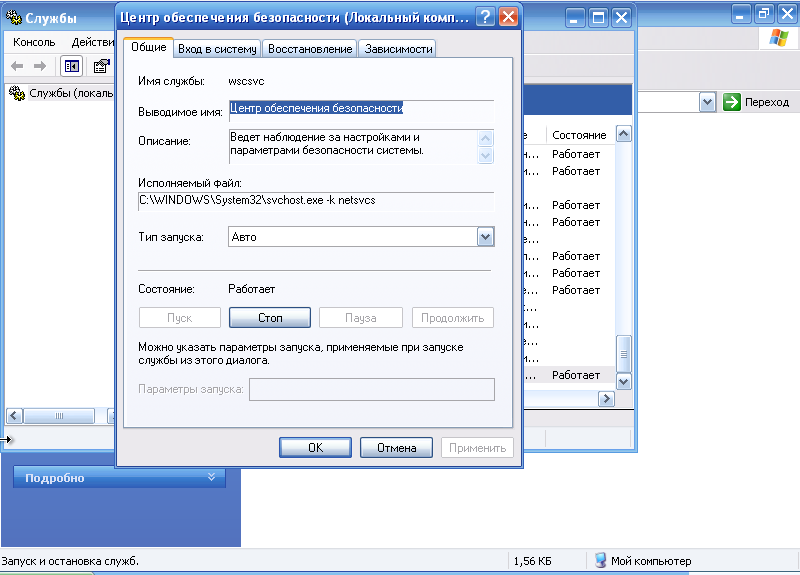 Службы
Центр обеспечения безопасности (Локальный комп...
Консоль
Действи
Общие
Вход в систему
Восстановление
Зависимости
Службы (локаль
Имя службы:
wscsvc
Выводимое имя:
Центр обеспечения безопасности
Описание:
Ведет наблюдение за настройками и
параметрами безопасности системы.
Исполняемый файл:
C:\WINDOWS\System32\svchost.exe -k netsvcs
Тип запуска:
Авто
Состояние:
Работает
Пуск
Стоп
Пауза
Продолжить
Можно указать параметры запуска, применяемые при запуске
службы из этого диалога.
Параметры запуска:
OK
Отмена
Применить
Переход
е
Состояние
н...
Работает
и...
Работает
н...
Работает
е...
л...
Работает
и...
Работает
е...
Работает
Работает
Подробно
Запуск и остановка служб.
1,56 КБ
Мой компьютер